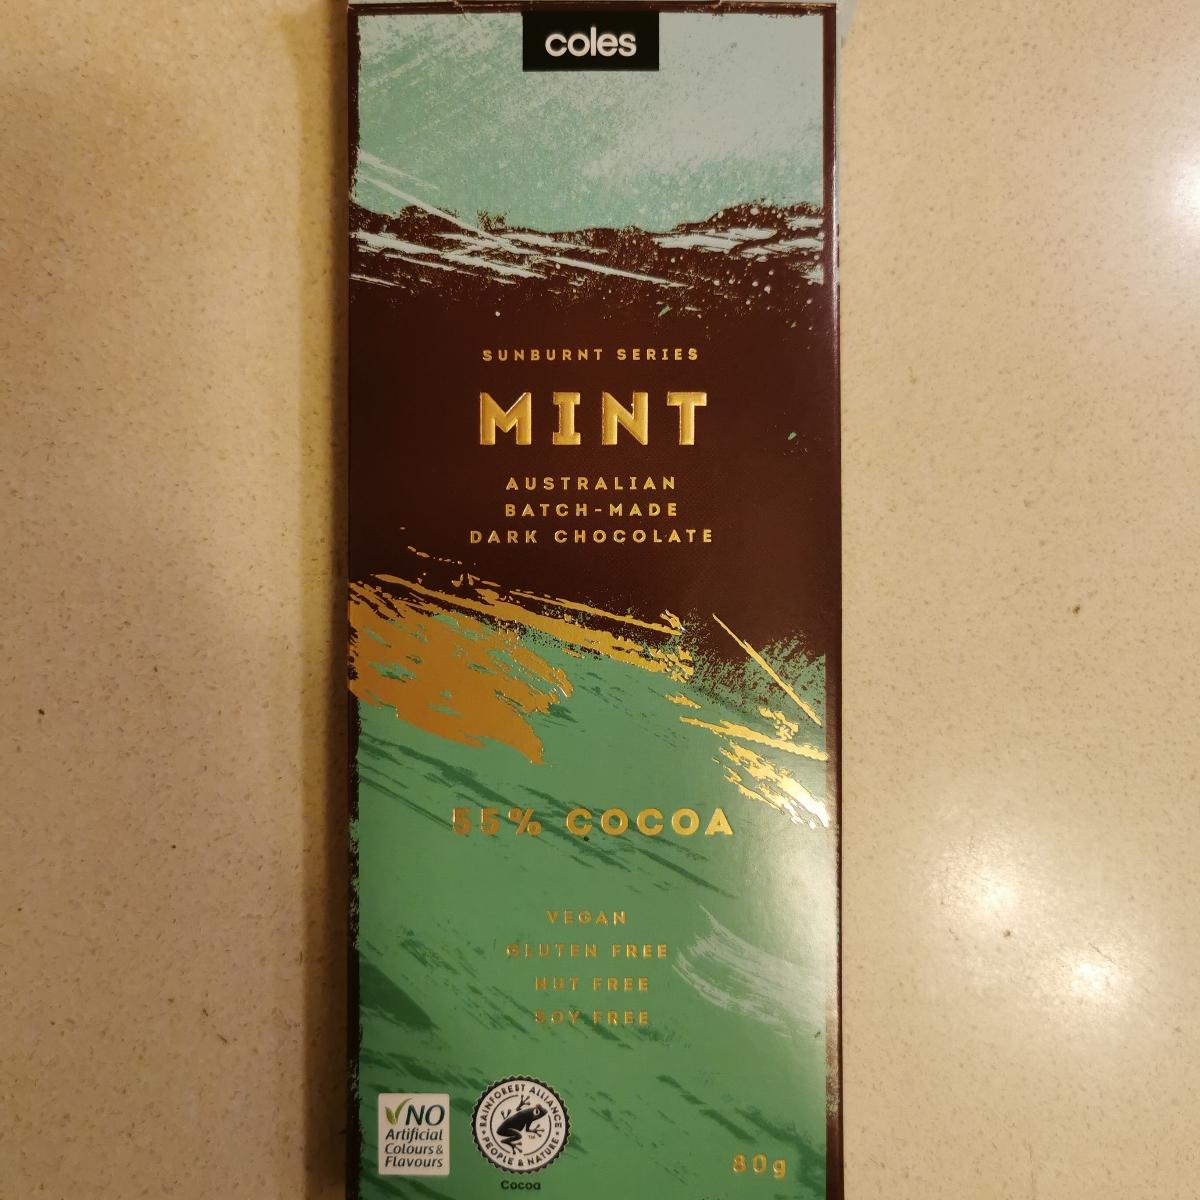 coles
SUNBURNT SERIES
MINT
AUSTRALIAN
BATCH-MADE
DARK CHOCOLATE
55% COCOA
VEGAN
GLUTEN FREE
NUT FREE
SOY FREE
NO
Artificial
Colours &
Flavours
RAINFOREST ALLIANCE
PEOPLE & NATURE
TM
Cocoa
80g